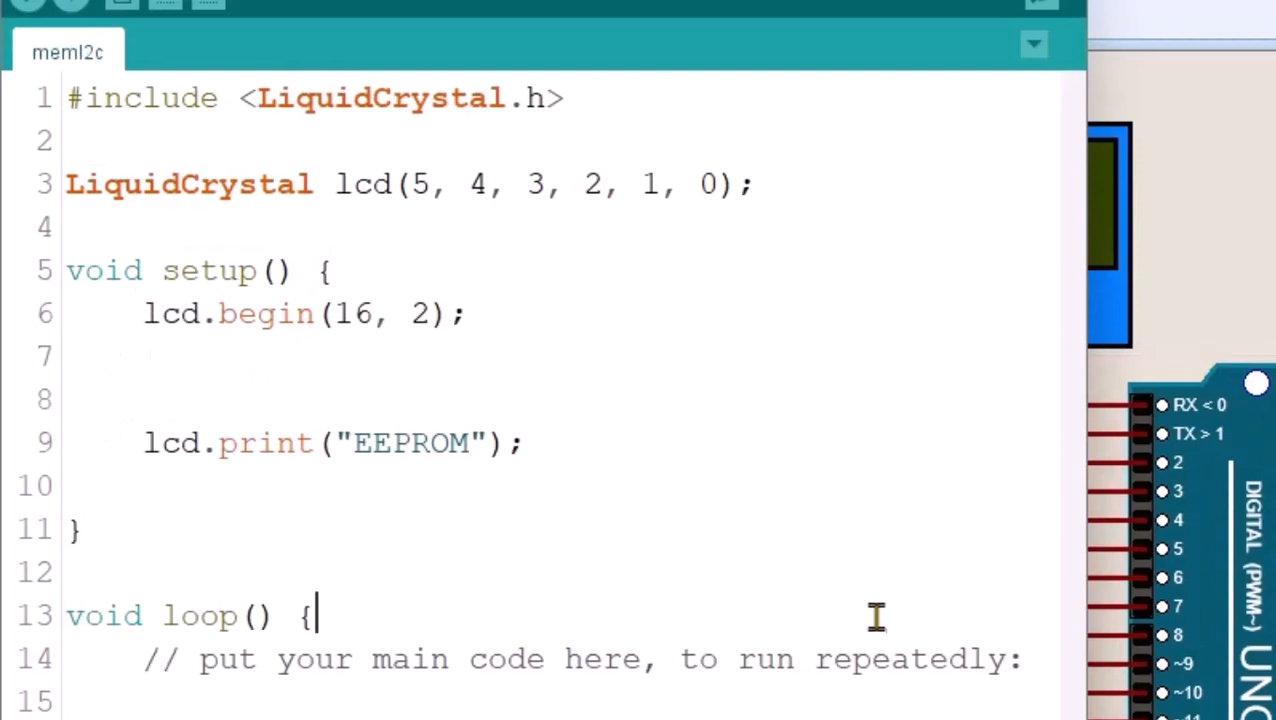 memI2c
1 #include <LiquidCrystal.h>
2
3 LiquidCrystal lcd(5, 4, 3, 2, 1, 0);
4
5 void setup() {
6 lcd.begin(16, 2);
7
8
9 lcd.print("EEPROM");
10
11 }
12
13 void loop() {
14 // put your main code here, to run repeatedly:
15
RX < 0
TX > 1
2
3
4
5
6
7
8
~9
~10
DIGITAL (PWM~)